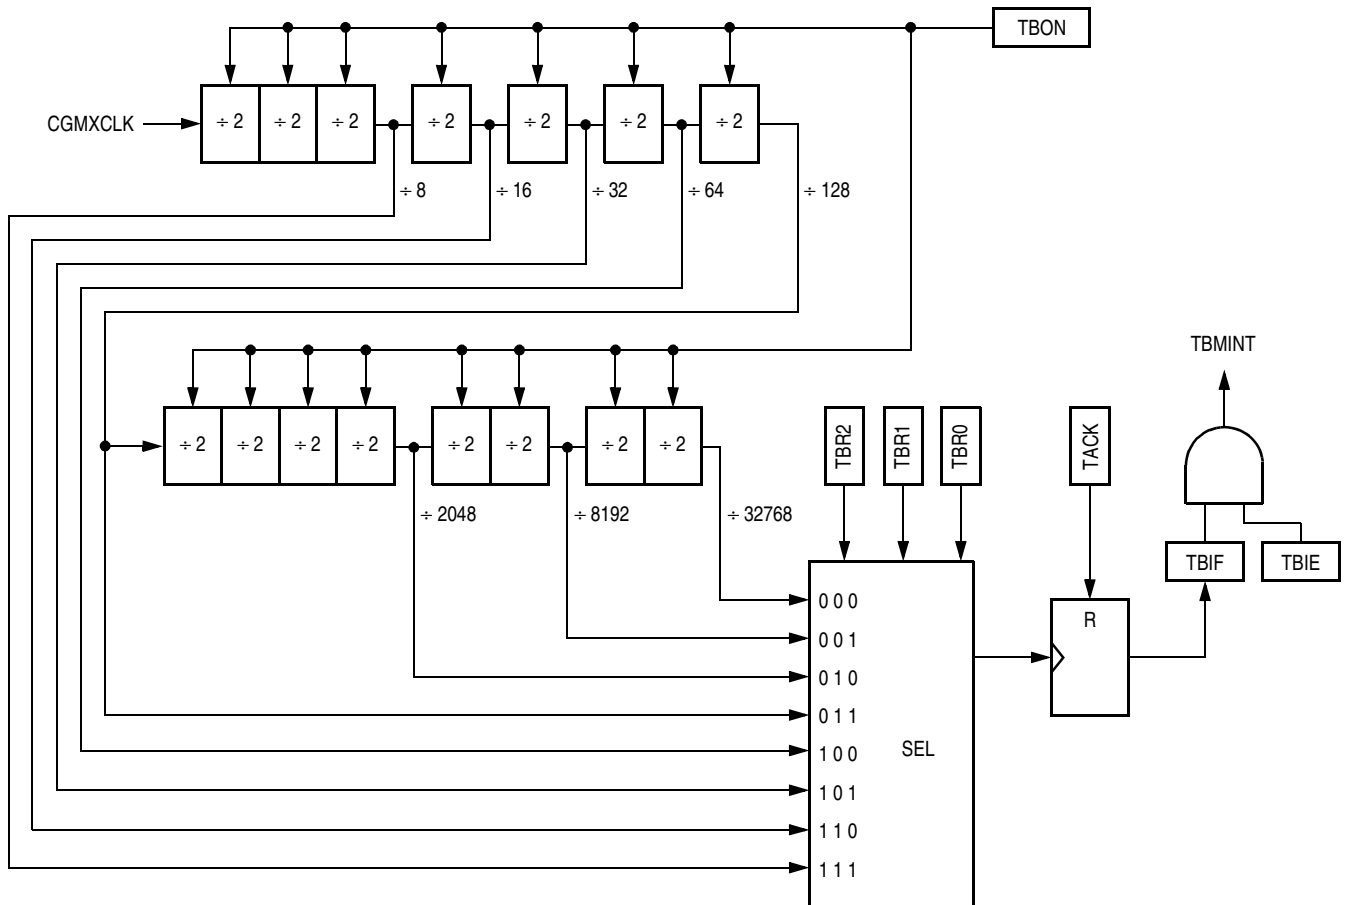 TBON
CGMXCLK
÷ 2 ÷ 2 ÷ 2 ÷ 2 ÷ 2 ÷ 2 ÷ 2
÷ 8 ÷ 16 ÷ 32 ÷ 64 ÷ 128
TBMINT
÷ 2 ÷ 2 ÷ 2 ÷ 2 ÷ 2 ÷ 2 ÷ 2 ÷ 2
TBR2
TBR1
TBR0
TACK
÷ 2048 ÷ 8192 ÷ 32768
TBIF TBIE
0 0 0
R
0 0 1
0 1 0
0 1 1
SEL
1 0 0
1 0 1
1 1 0
1 1 1